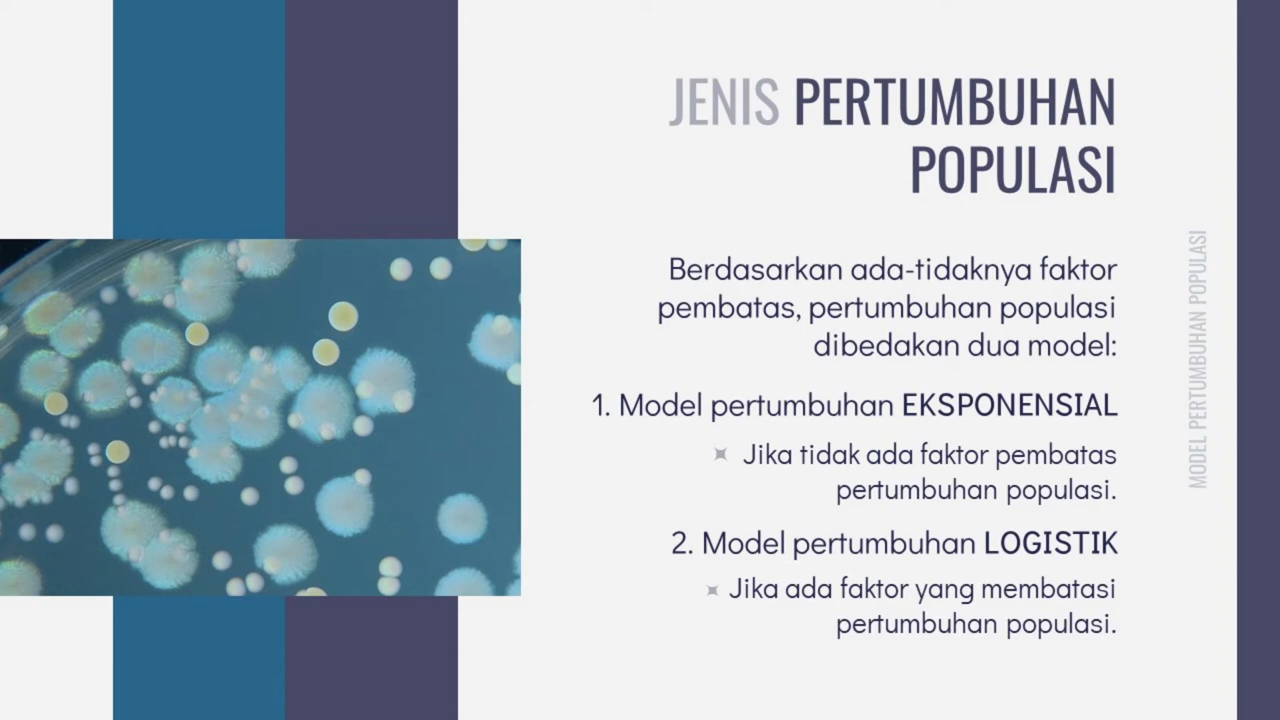 JENIS PERTUMBUHAN
POPULASI
Berdasarkan ada-tidaknya faktor
pembatas, pertumbuhan populasi
dibedakan dua model:
1. Model pertumbuhan EKSPONENSIAL
Jika tidak ada faktor pembatas
pertumbuhan populasi.
2. Model pertumbuhan LOGISTIK
Jika ada faktor yang membatasi
pertumbuhan populasi.
MODEL PERTUMBUHAN POPULASI